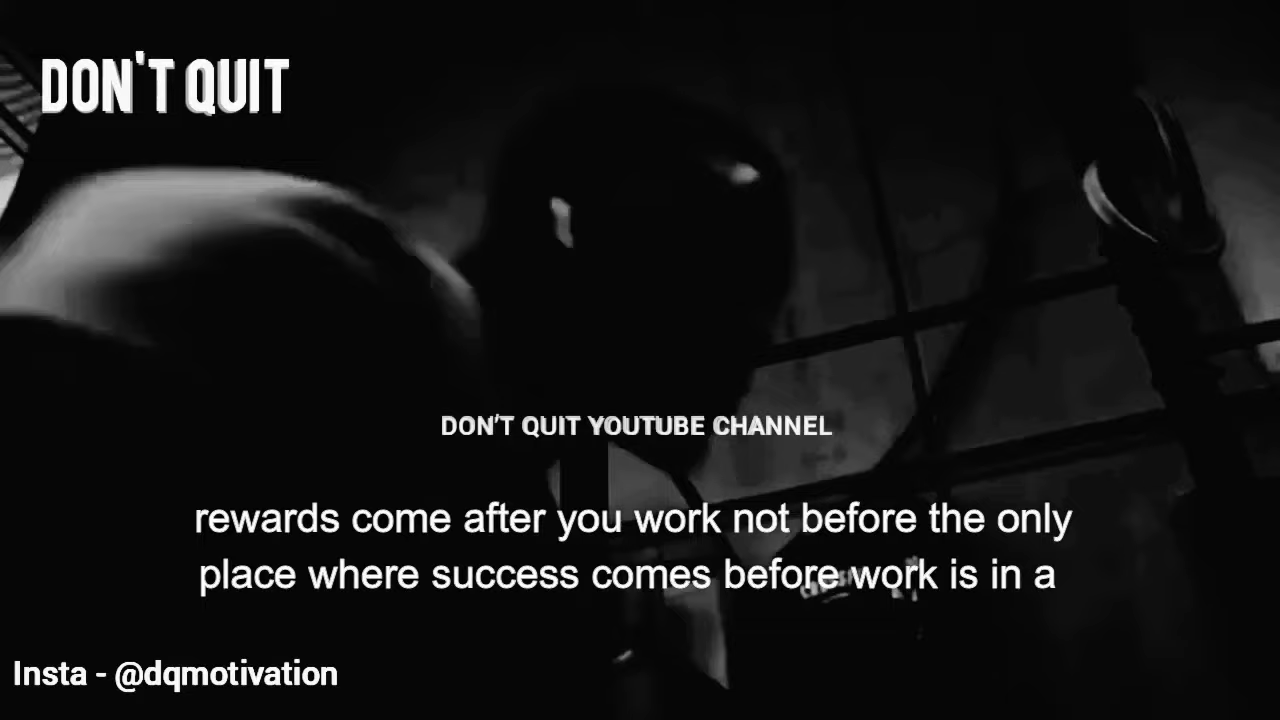 DON'T QUIT
DON'T QUIT YOUTUBE CHANNEL
rewards come after you work not before the only
place where success comes before work is in a
Insta - @dqmotivation